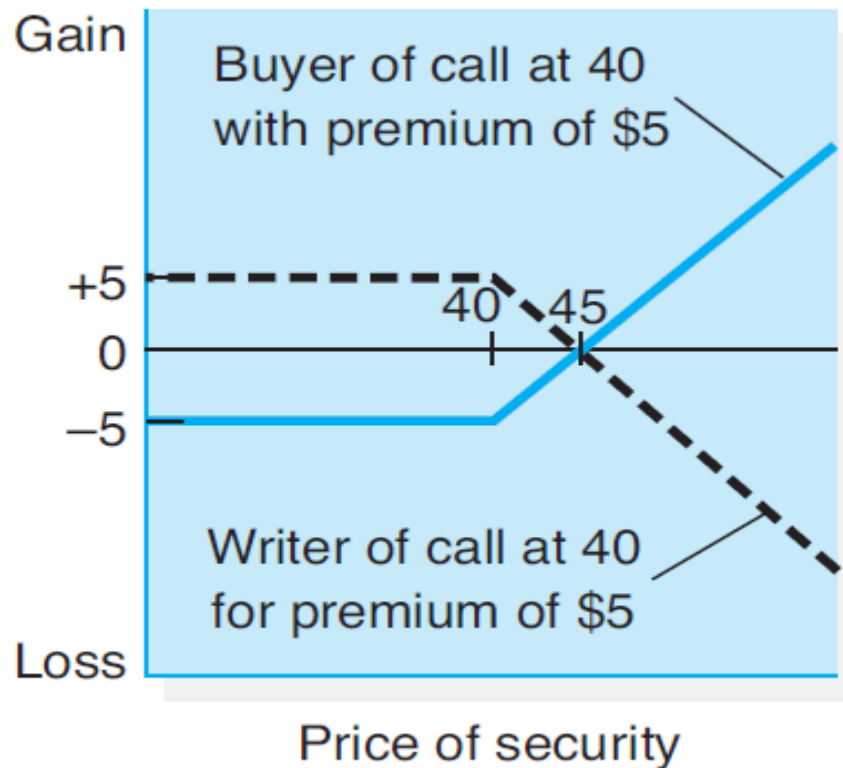 Gain
Buyer of call at 40
with premium of $5
+5
40 45
0
–5
Writer of call at 40
for premium of $5
Loss
Price of security